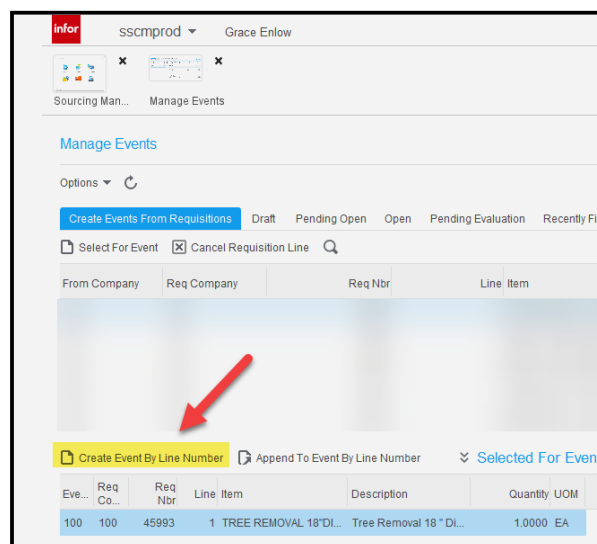 infor sscmprod Grace Enlow
Sourcing Man... Manage Events
Manage Events
Options
Create Events From Requisitions Draft Pending Open Open Pending Evaluation Recently Fi
Select For Event Cancel Requisition Line
From Company Req Company Req Nbr Line Item
Create Event By Line Number Append To Event By Line Number Selected For Even
Eve... Req Co... Req Nbr Line Item Description Quantity UOM
100 100 45993 1 TREE REMOVAL 18"DI... Tree Removal 18 " Di... 1.0000 EA